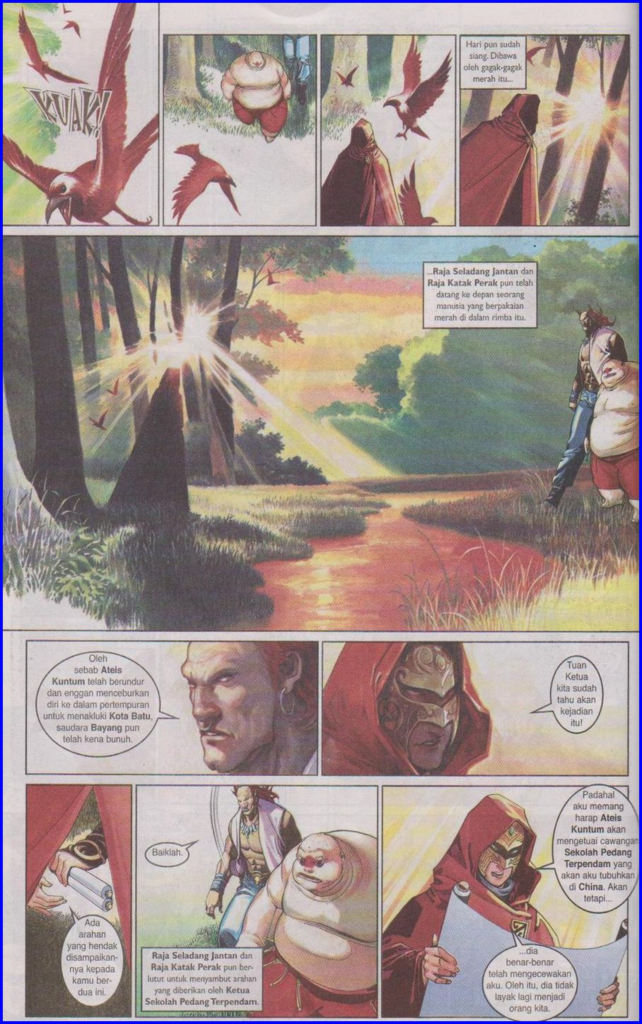 KUAK!
Hari pun sudah
siang. Dibawa
oleh gagak-gagak
merah itu...
...Raja Seladang Jantan dan
Raja Katak Perak pun telah
datang ke depan seorang
manusia yang berpakaian
merah di dalam rimba itu.
Oleh
sebab Ateis
Kuntum telah berundur
dan enggan menceburkan
diri ke dalam pertempuran
untuk menakluki Kota Batu,
saudara Bayang pun
telah kena bunuh.
Tuan
Ketua
kita sudah
tahu akan
kejadian
itu!
Ada
arahan
yang hendak
disampaikan-
nya kepada
kamu ber-
dua ini.
Baiklah.
Raja Seladang Jantan dan
Raja Katak Perak pun ber-
lutut untuk menyambut arahan
yang diberikan oleh Ketua
Sekolah Pedang Terpendam.
Padahal
aku memang
harap Ateis
Kuntum akan
mengetuai cawangan
Sekolah Pedang
Terpendam yang
akan aku tubuhkan
di China. Akan
tetapi...
...dia
benar-benar
telah mengecewakan
aku. Oleh itu, dia tidak
layak lagi menjadi
orang kita.